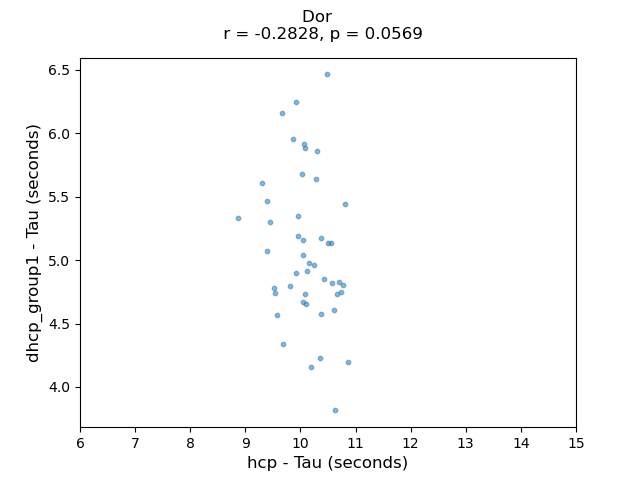 Dor
r = -0.2828, p = 0.0569
6.5
6.0
5.5
5.0
4.5
4.0
dhcp_group1 - Tau (seconds)
6 7 8 9 10 11 12 13 14 15
hcp - Tau (seconds)